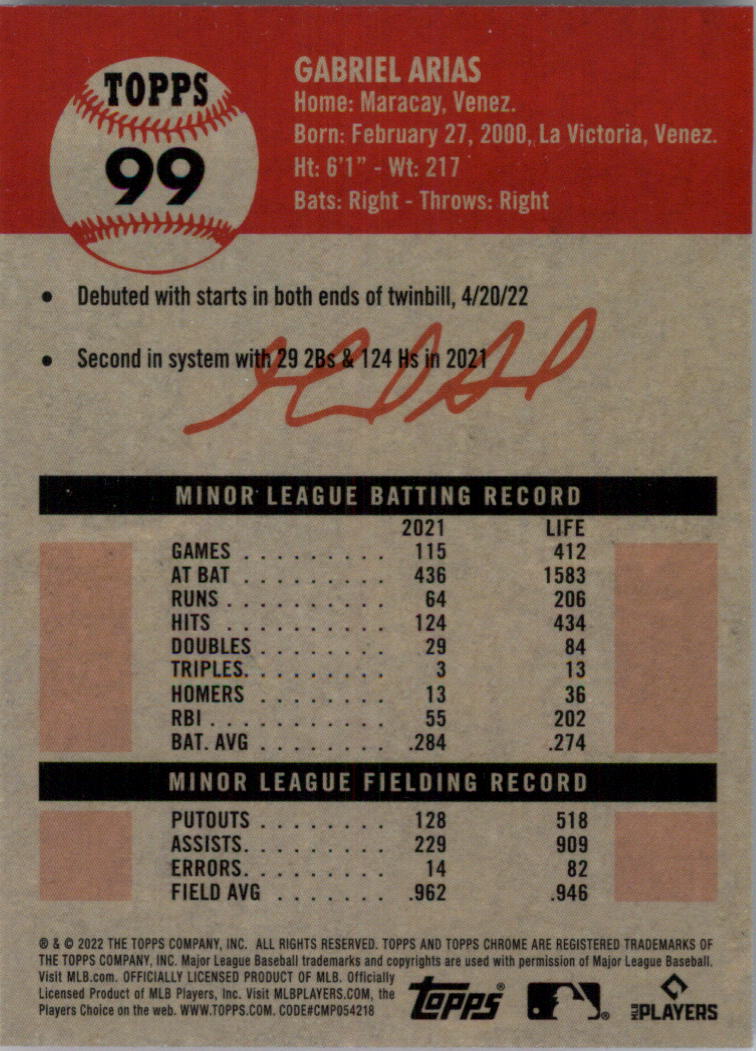 TOPPS
99
GABRIEL ARIAS
Home: Maracay, Venez.
Born: February 27, 2000, La Victoria, Venez.
Ht: 6'1" - Wt: 217
Bats: Right - Throws: Right
• Debuted with starts in both ends of twinbill, 4/20/22
• Second in system with 29 2Bs & 124 Hs in 2021
MINOR LEAGUE BATTING RECORD
2021 LIFE
GAMES . . . . . . . . . . 115 412
AT BAT . . . . . . . . . . 436 1583
RUNS . . . . . . . . . . . 64 206
HITS . . . . . . . . . . . 124 434
DOUBLES . . . . . . . . . 29 84
TRIPLES. . . . . . . . . . 3 13
HOMERS . . . . . . . . . 13 36
RBI . . . . . . . . . . . . 55 202
BAT. AVG . . . . . . . . .284 .274
MINOR LEAGUE FIELDING RECORD
PUTOUTS . . . . . . . . . 128 518
ASSISTS. . . . . . . . . . 229 909
ERRORS. . . . . . . . . . 14 82
FIELD AVG . . . . . . . .962 .946
® & © 2022 THE TOPPS COMPANY, INC. ALL RIGHTS RESERVED. TOPPS AND TOPPS CHROME ARE REGISTERED TRADEMARKS OF
THE TOPPS COMPANY, INC. Major League Baseball trademarks and copyrights are used with permission of Major League Baseball.
Visit MLB.com. OFFICIALLY LICENSED PRODUCT OF MLB. Officially
Licensed Product of MLB Players, Inc. Visit MLBPLAYERS.COM, the
Players Choice on the web. WWW.TOPPS.COM. CODE#CMP054218
topps®
®
MLB PLAYERS